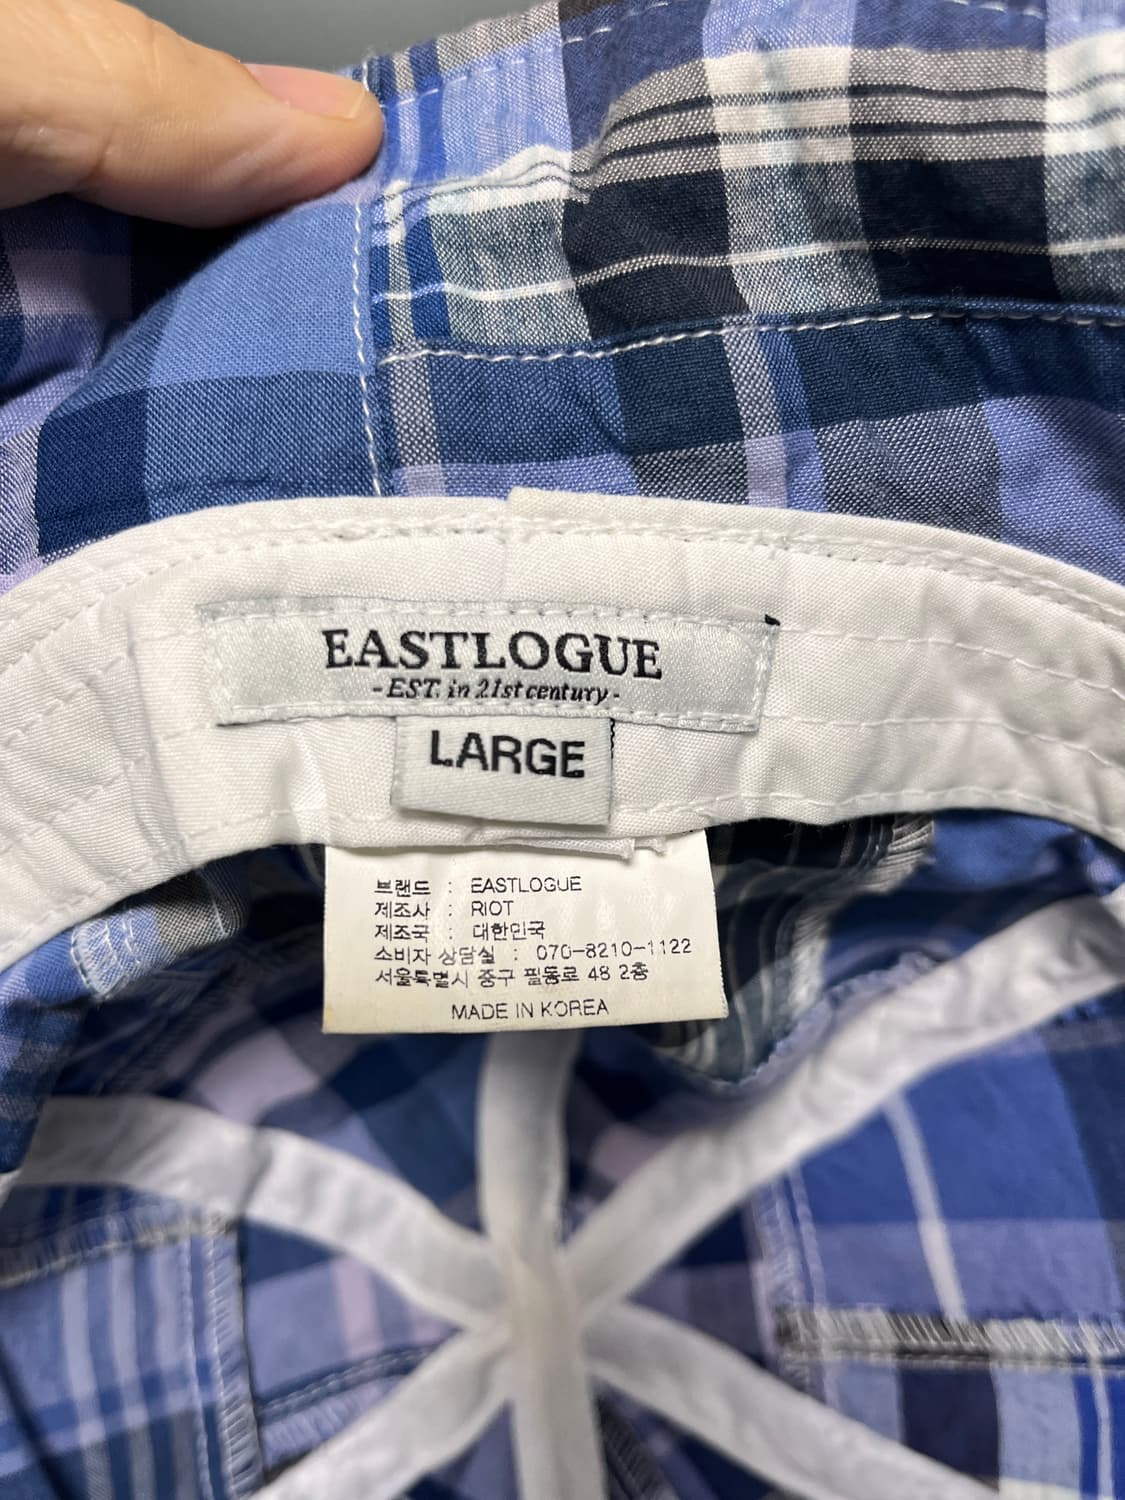 EASTLOGUE
- EST. in 21st century -
LARGE
브랜드 : EASTLOGUE
제조사 : RIOT
제조국 : 대한민국
소비자 상담실 : 070-8210-1122
서울특별시 중구 필동로 48 2층
MADE IN KOREA